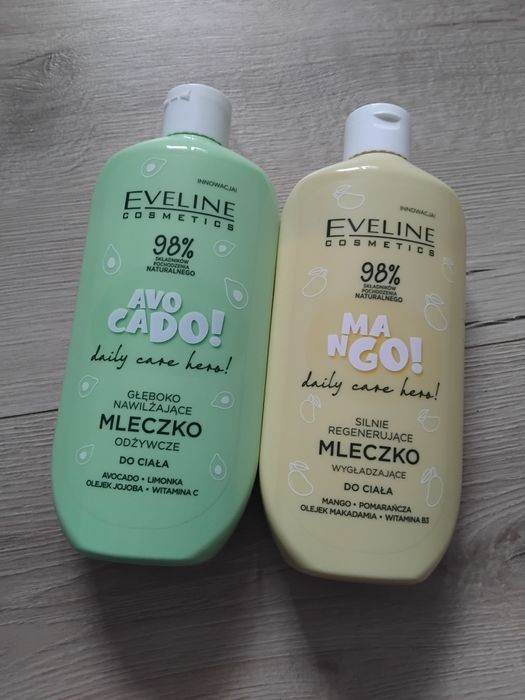 INNOWACJA!
EVELINE
COSMETICS
98%
SKŁADNIKÓW
POCHODZENIA
NATURALNEGO
AVO
CADO!
daily care hero!
GŁĘBOKO
NAWILŻAJĄCE
MLECZKO
ODŻYWCZE
DO CIAŁA
AVOCADO • LIMONKA
OLEJEK JOJOBA • WITAMINA C
INNOWACJA!
EVELINE
COSMETICS
98%
SKŁADNIKÓW
POCHODZENIA
NATURALNEGO
MA
NGO!
daily care hero!
SILNIE
REGENERUJĄCE
MLECZKO
WYGŁADZAJĄCE
DO CIAŁA
MANGO • POMARAŃCZA
OLEJEK MAKADAMIA • WITAMINA B3